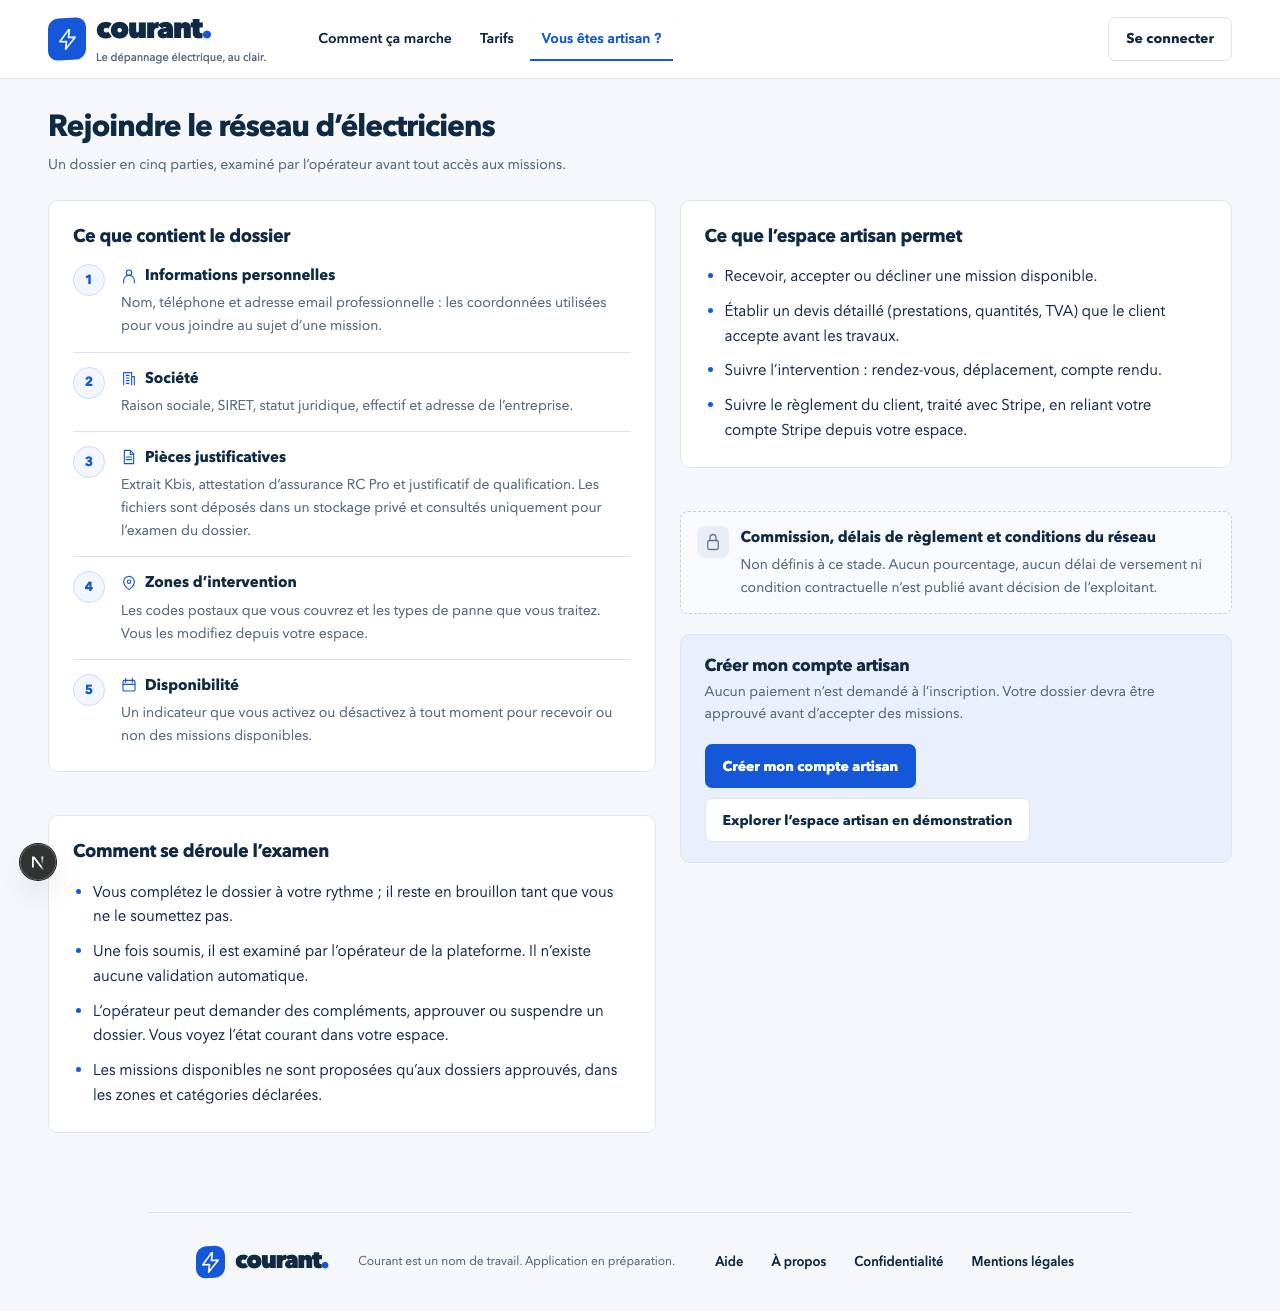 courant.
Le dépannage électrique, au clair.
Comment ça marche
Tarifs
Vous êtes artisan ?
Se connecter
Rejoindre le réseau d’électriciens
Un dossier en cinq parties, examiné par l’opérateur avant tout accès aux missions.
Ce que contient le dossier
1
Informations personnelles
Nom, téléphone et adresse email professionnelle : les coordonnées utilisées
pour vous joindre au sujet d’une mission.
2
Société
Raison sociale, SIRET, statut juridique, effectif et adresse de l’entreprise.
3
Pièces justificatives
Extrait Kbis, attestation d’assurance RC Pro et justificatif de qualification. Les
fichiers sont déposés dans un stockage privé et consultés uniquement pour
l’examen du dossier.
4
Zones d’intervention
Les codes postaux que vous couvrez et les types de panne que vous traitez.
Vous les modifiez depuis votre espace.
5
Disponibilité
Un indicateur que vous activez ou désactivez à tout moment pour recevoir ou
non des missions disponibles.
Comment se déroule l’examen
Vous complétez le dossier à votre rythme ; il reste en brouillon tant que vous
ne le soumettez pas.
Une fois soumis, il est examiné par l’opérateur de la plateforme. Il n’existe
aucune validation automatique.
L’opérateur peut demander des compléments, approuver ou suspendre un
dossier. Vous voyez l’état courant dans votre espace.
Les missions disponibles ne sont proposées qu’aux dossiers approuvés, dans
les zones et catégories déclarées.
Ce que l’espace artisan permet
Recevoir, accepter ou décliner une mission disponible.
Établir un devis détaillé (prestations, quantités, TVA) que le client
accepte avant les travaux.
Suivre l’intervention : rendez-vous, déplacement, compte rendu.
Suivre le règlement du client, traité avec Stripe, en reliant votre
compte Stripe depuis votre espace.
Commission, délais de règlement et conditions du réseau
Non définis à ce stade. Aucun pourcentage, aucun délai de versement ni
condition contractuelle n’est publié avant décision de l’exploitant.
Créer mon compte artisan
Aucun paiement n’est demandé à l’inscription. Votre dossier devra être
approuvé avant d’accepter des missions.
Créer mon compte artisan
Explorer l’espace artisan en démonstration
N
courant.
Courant est un nom de travail. Application en préparation.
Aide
À propos
Confidentialité
Mentions légales